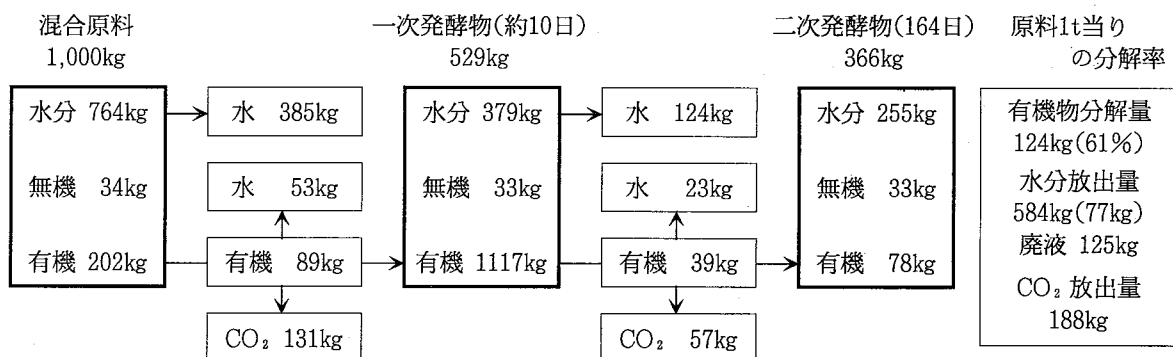 混合原料
1,000kg
一次発酵物(約10日)
529kg
二次発酵物(164日)
366kg
原料1t当り
の分解率
水分 764kg
無機 34kg
有機 202kg
水 385kg
水 53kg
有機 89kg
CO₂ 131kg
水分 379kg
無機 33kg
有機 1117kg
水 124kg
水 23kg
有機 39kg
CO₂ 57kg
水分 255kg
無機 33kg
有機 78kg
有機物分解量
124kg(61%)
水分放出量
584kg(77kg)
廃液 125kg
CO₂ 放出量
188kg